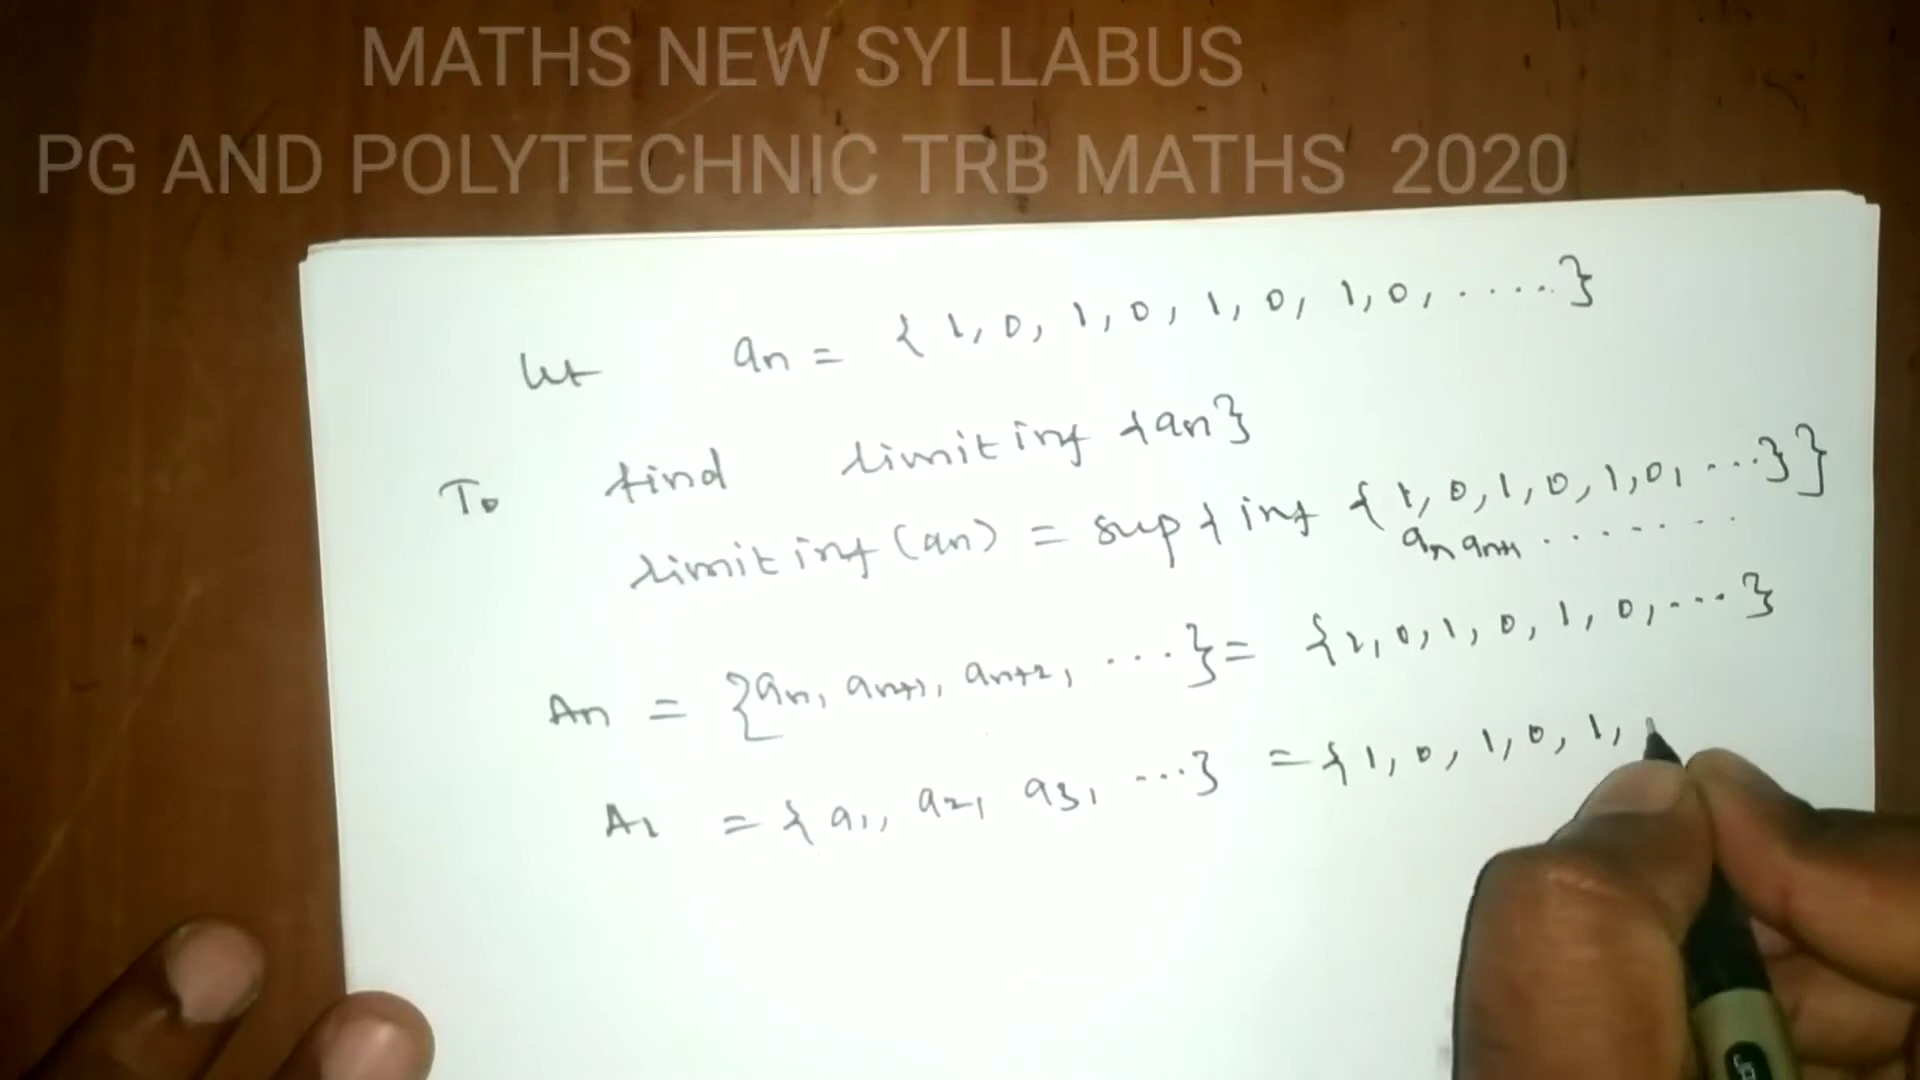 MATHS NEW SYLLABUS
PG AND POLYTECHNIC TRB MATHS 2020
let an = { 1, 0, 1, 0, 1, 0, 1, 0, ..... }
To find limit inf {an}
limit inf (an) = sup { inf { 1, 0, 1, 0, 1, 0, ... } }
an an+1 .......
An = { an, an+1, an+2, ... } = { 1, 0, 1, 0, 1, 0, ... }
A1 = { a1, a2, a3, ... } = { 1, 0, 1, 0, 1,